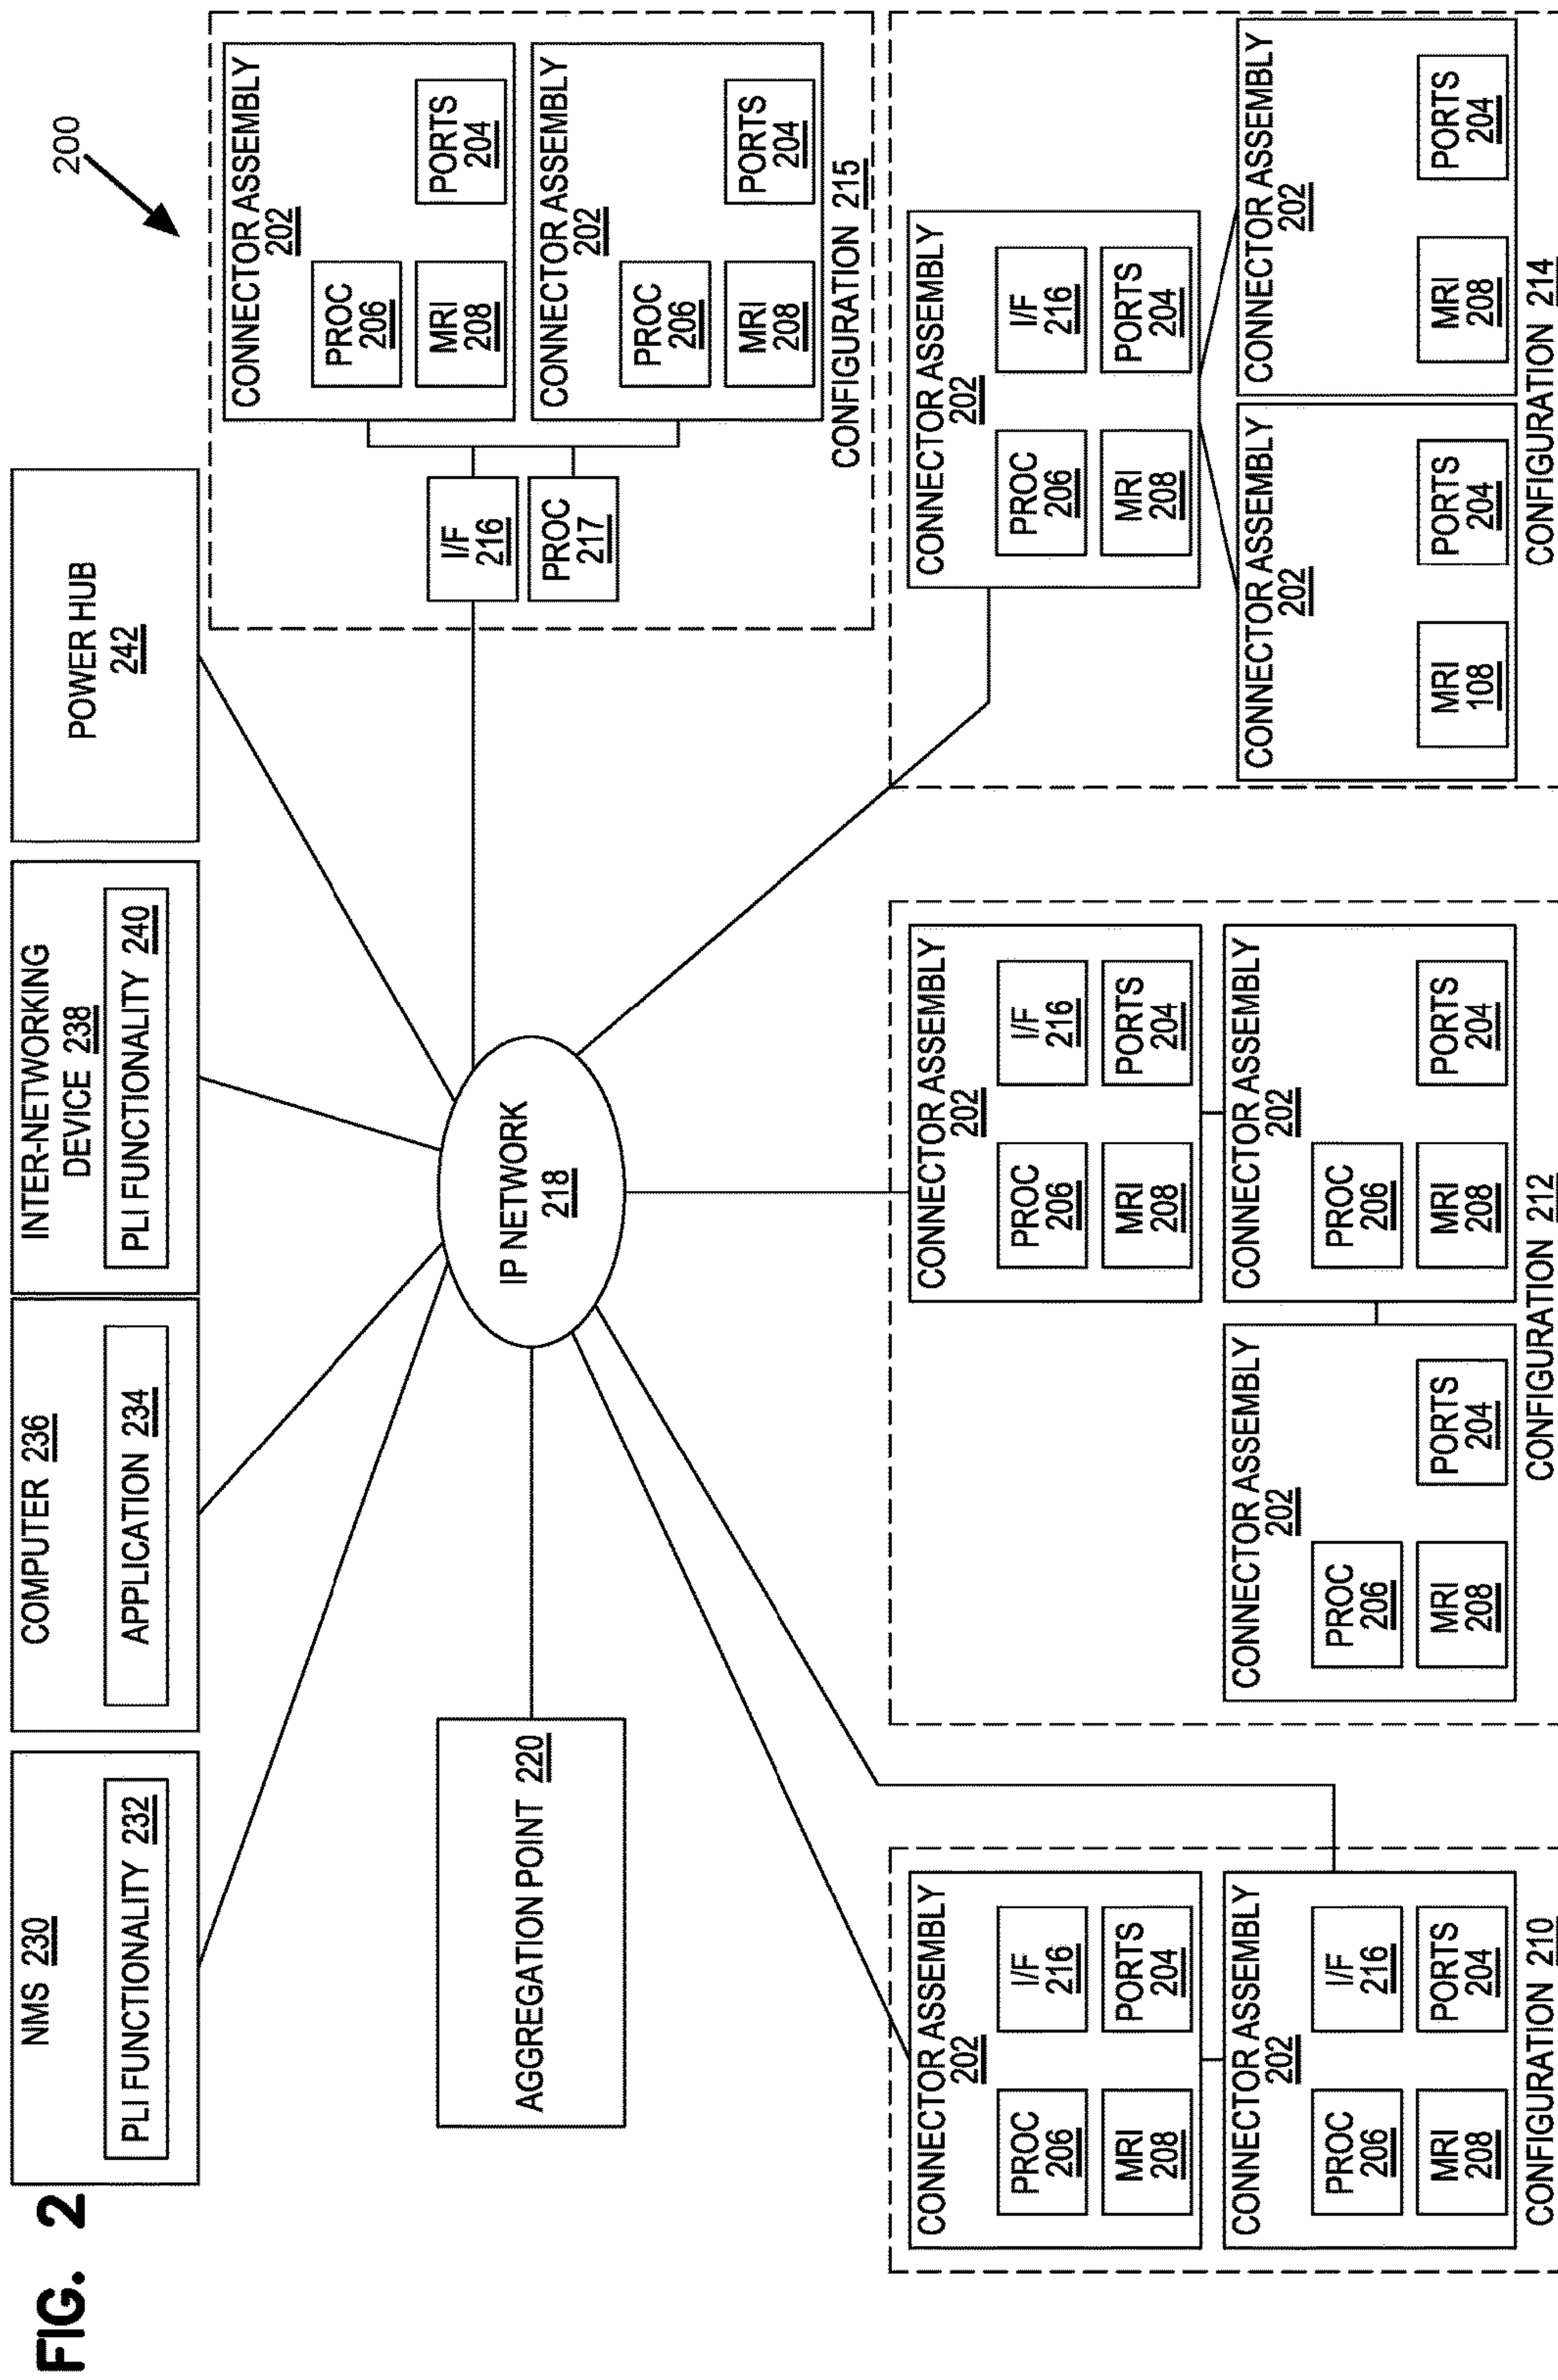 FIG. 2
200
NMS 230
PLI FUNCTIONALITY 232
COMPUTER 236
APPLICATION 234
INTER-NETWORKING
DEVICE 238
PLI FUNCTIONALITY 240
POWER HUB
242
AGGREGATION POINT 220
IP NETWORK
218
I/F
216
PROC
217
CONNECTOR ASSEMBLY
202
PROC
206
MRI
208
PORTS
204
CONNECTOR ASSEMBLY
202
PROC
206
MRI
208
PORTS
204
CONFIGURATION 215
CONNECTOR ASSEMBLY
202
PROC
206
I/F
216
MRI
208
PORTS
204
CONNECTOR ASSEMBLY
202
PROC
206
I/F
216
MRI
208
PORTS
204
CONFIGURATION 210
CONNECTOR ASSEMBLY
202
PROC
206
I/F
216
MRI
208
PORTS
204
CONNECTOR ASSEMBLY
202
PROC
206
MRI
208
PORTS
204
CONNECTOR ASSEMBLY
202
PROC
206
MRI
208
PORTS
204
CONFIGURATION 212
CONNECTOR ASSEMBLY
202
PROC
206
I/F
216
MRI
208
PORTS
204
CONNECTOR ASSEMBLY
202
MRI
108
PORTS
204
CONNECTOR ASSEMBLY
202
MRI
208
PORTS
204
CONFIGURATION 214